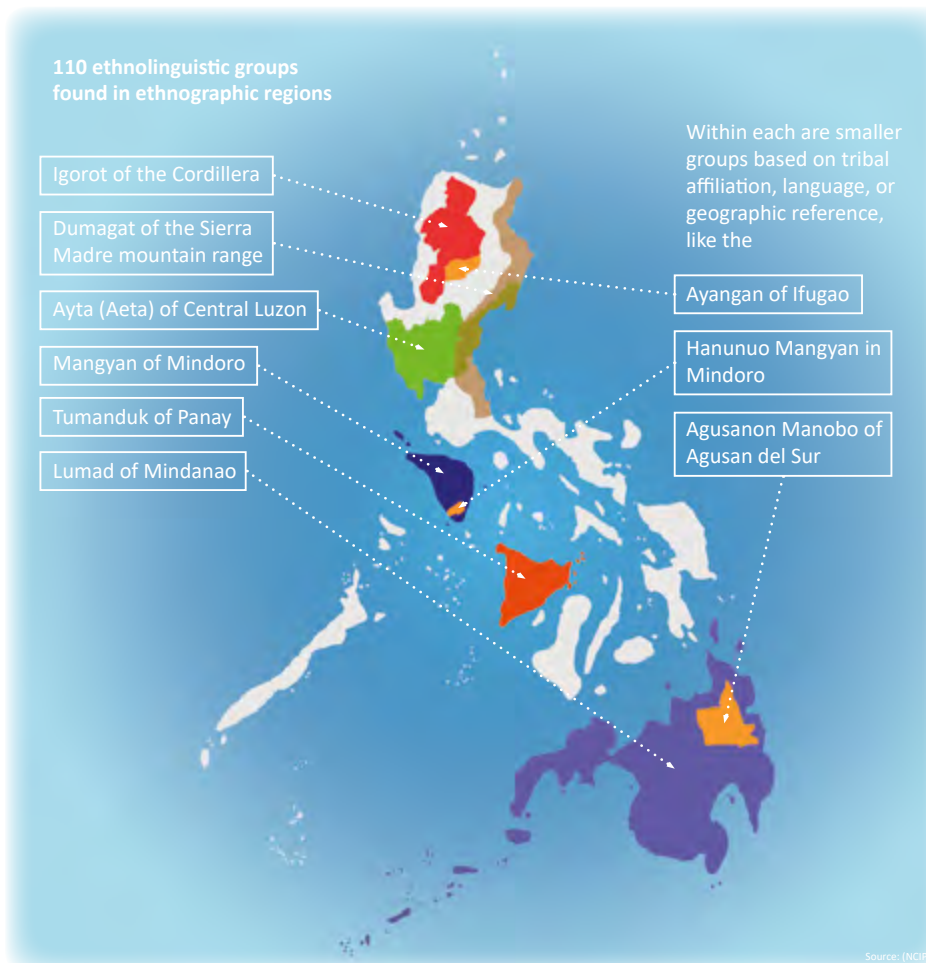 110 ethnolinguistic groups
found in ethnographic regions
Igorot of the Cordillera
Dumagat of the Sierra
Madre mountain range
Ayta (Aeta) of Central Luzon
Mangyan of Mindoro
Tumanduk of Panay
Lumad of Mindanao
Within each are smaller
groups based on tribal
affiliation, language, or
geographic reference,
like the
Ayangan of Ifugao
Hanunuo Mangyan in
Mindoro
Agusanon Manobo of
Agusan del Sur
Source: (NCIP